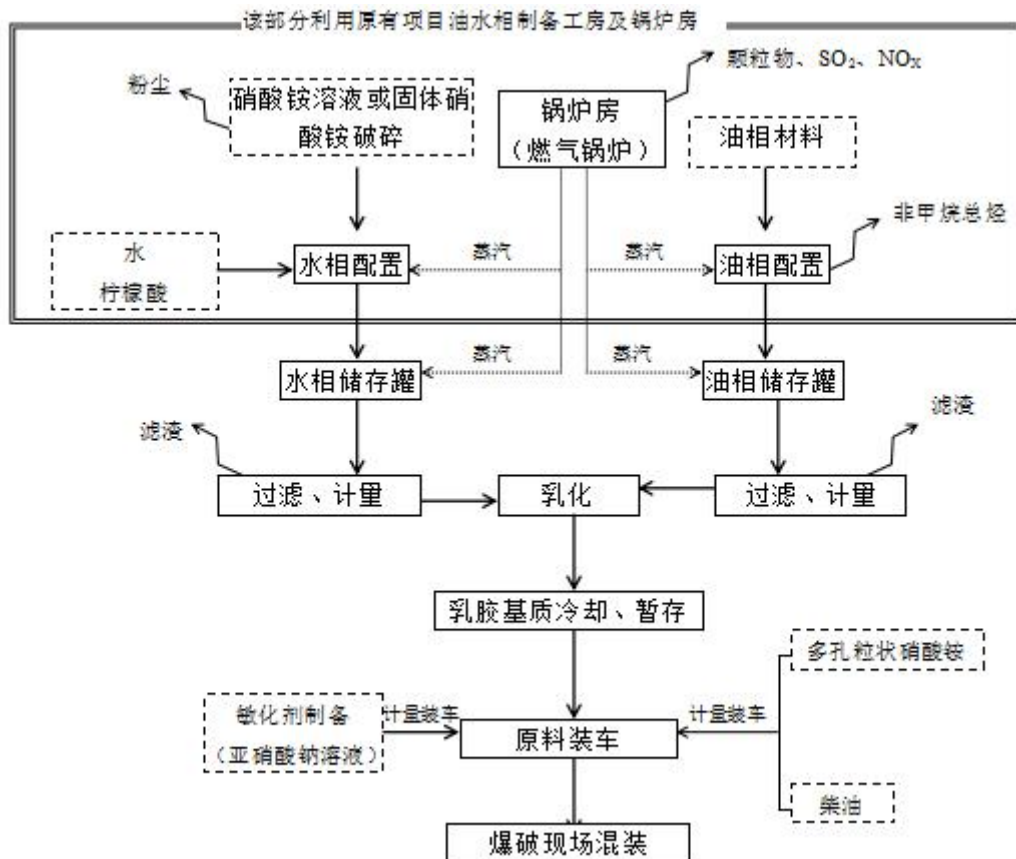 该部分利用原有项目油水相制备工房及锅炉房
颗粒物、SO₂、NOX
粉尘
硝酸铵溶液或固体硝
酸铵破碎
锅炉房
（燃气锅炉）
油相材料
非甲烷总烃
水
柠檬酸
水相配置
蒸汽
蒸汽
油相配置
水相储存罐
蒸汽
蒸汽
油相储存罐
滤渣
滤渣
过滤、计量
乳化
过滤、计量
乳胶基质冷却、暂存
多孔粒状硝酸铵
敏化剂制备
（亚硝酸钠溶液）
计量装车
原料装车
计量装车
柴油
爆破现场混装